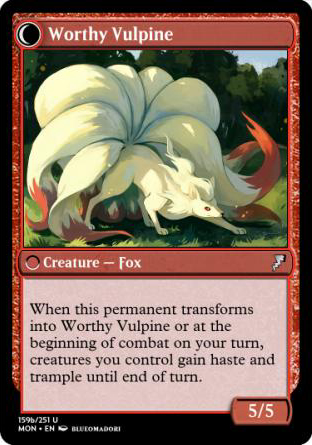 Worthy Vulpine
Creature — Fox
When this permanent transforms
into Worthy Vulpine or at the
beginning of combat on your turn,
creatures you control gain haste and
trample until end of turn.
5/5
159b/251 U
MON • EN BLUEOMADORI